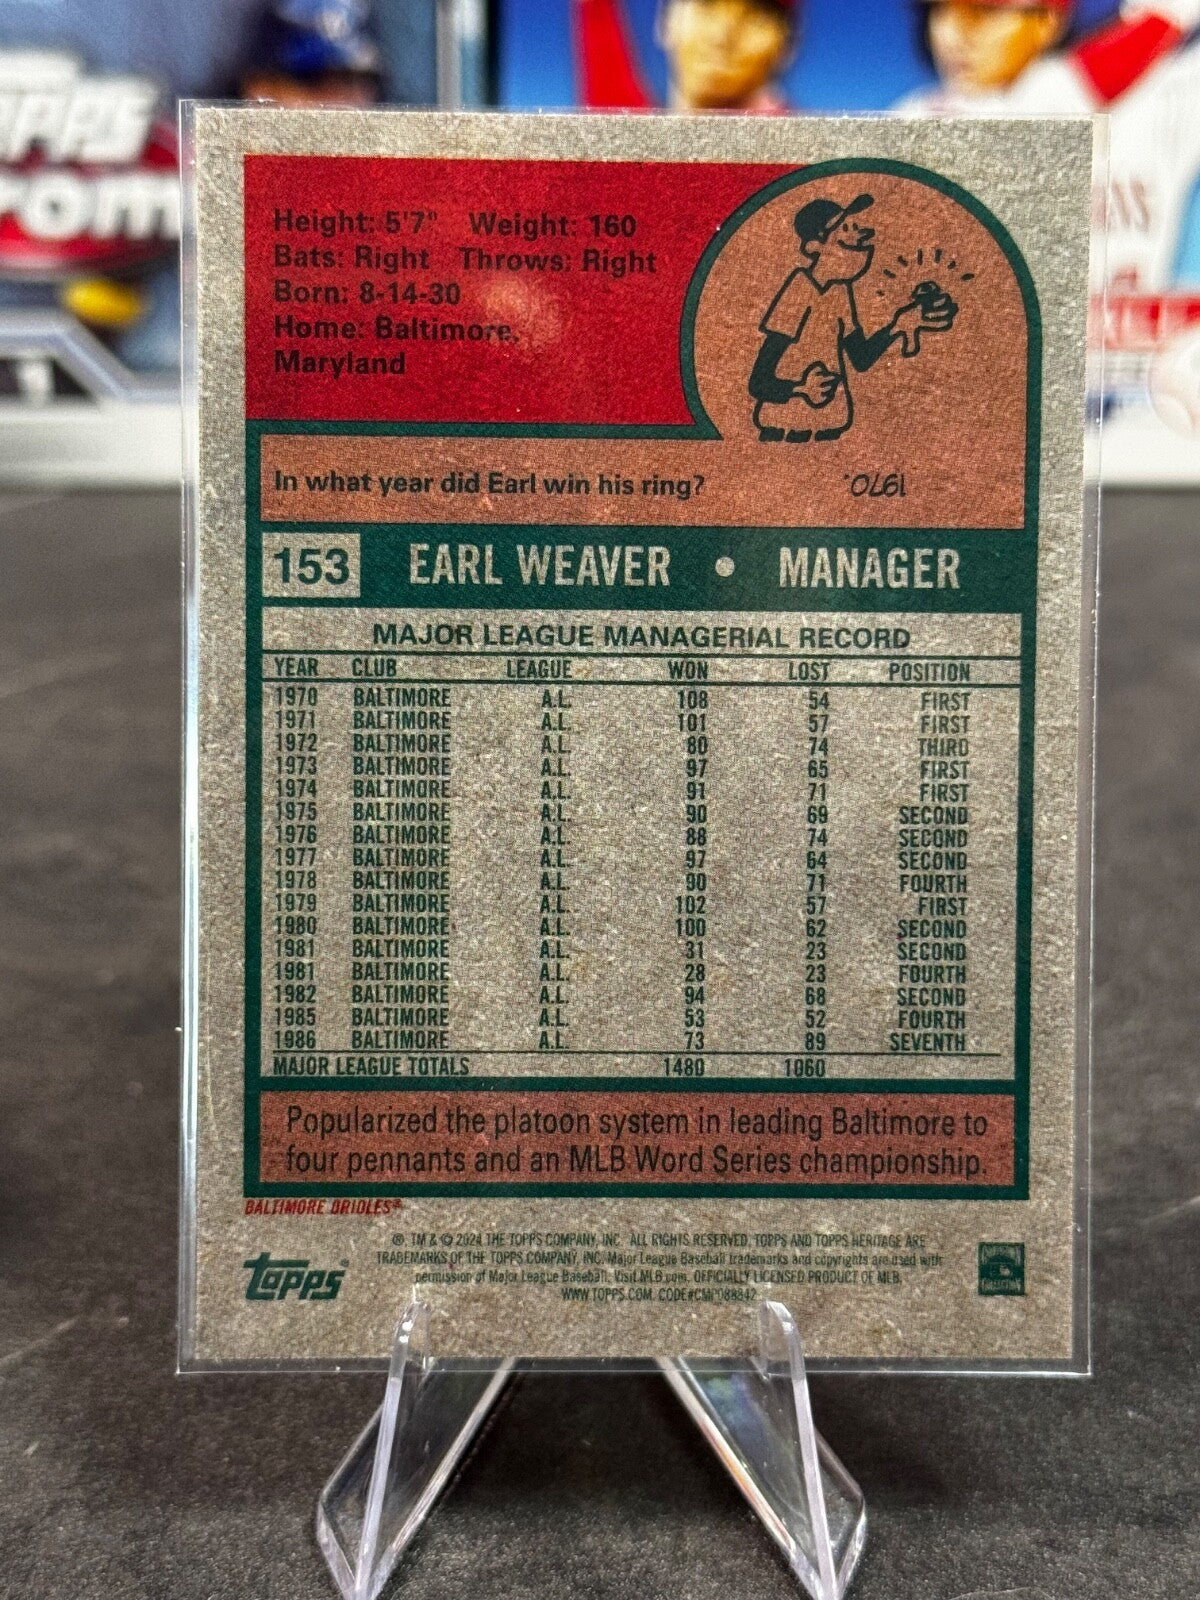 TOPPS
Height: 5'7" Weight: 160
Bats: Right Throws: Right
Born: 8-14-30
Home: Baltimore,
Maryland
In what year did Earl win his ring? 1970.
153 EARL WEAVER • MANAGER
MAJOR LEAGUE MANAGERIAL RECORD
YEAR CLUB LEAGUE WON LOST POSITION
1970 BALTIMORE A.L. 108 54 FIRST
1971 BALTIMORE A.L. 101 57 FIRST
1972 BALTIMORE A.L. 80 74 THIRD
1973 BALTIMORE A.L. 97 65 FIRST
1974 BALTIMORE A.L. 91 71 FIRST
1975 BALTIMORE A.L. 90 69 SECOND
1976 BALTIMORE A.L. 88 74 SECOND
1977 BALTIMORE A.L. 97 64 SECOND
1978 BALTIMORE A.L. 90 71 FOURTH
1979 BALTIMORE A.L. 102 57 FIRST
1980 BALTIMORE A.L. 100 62 SECOND
1981 BALTIMORE A.L. 31 23 SECOND
1981 BALTIMORE A.L. 28 23 FOURTH
1982 BALTIMORE A.L. 94 68 SECOND
1985 BALTIMORE A.L. 53 52 FOURTH
1986 BALTIMORE A.L. 73 89 SEVENTH
MAJOR LEAGUE TOTALS 1480 1060
Popularized the platoon system in leading Baltimore to
four pennants and an MLB Word Series championship.
BALTIMORE ORIOLES®
®, TM & © 2024 THE TOPPS COMPANY, INC. ALL RIGHTS RESERVED. TOPPS AND TOPPS HERITAGE ARE
TRADEMARKS OF THE TOPPS COMPANY, INC. Major League Baseball trademarks and copyrights are used with
permission of Major League Baseball. Visit MLB.com. OFFICIALLY LICENSED PRODUCT OF MLB.
WWW.TOPPS.COM. CODE#CMP088842
topps